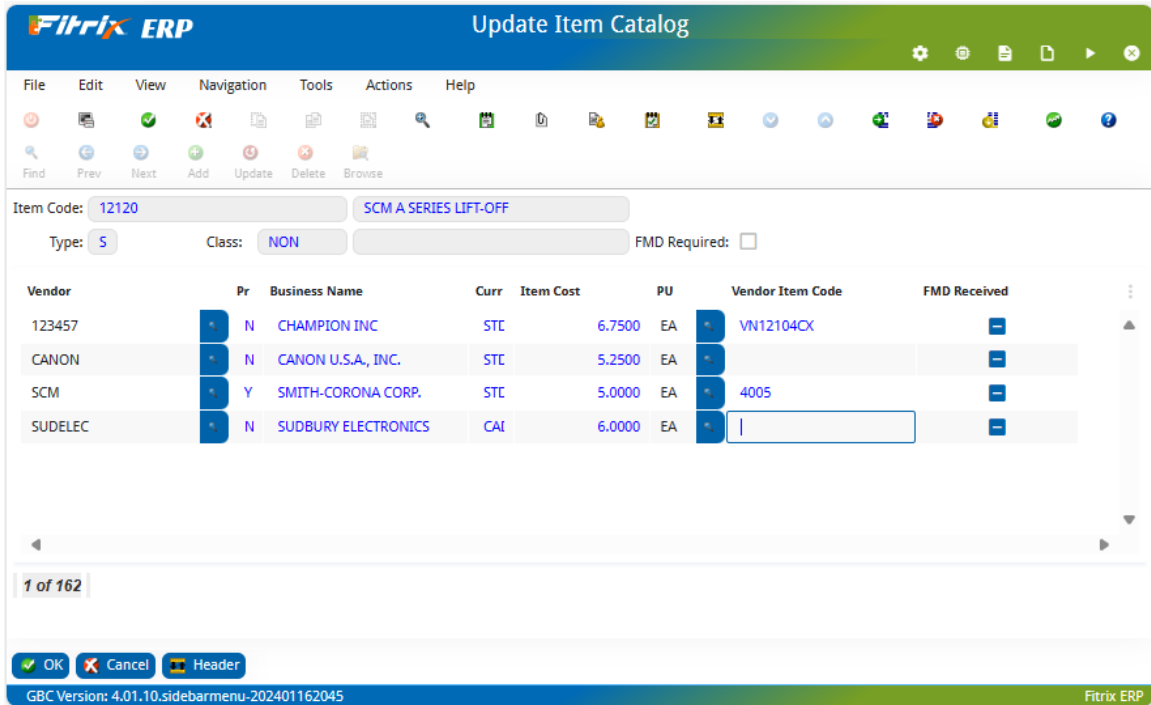 Fitrix ERP
Update Item Catalog
File Edit View Navigation Tools Actions Help
Find Prev Next Add Update Delete Browse
Item Code: 12120 SCM A SERIES LIFT-OFF
Type: S Class: NON FMD Required:
Vendor Pr Business Name Curr Item Cost PU Vendor Item Code FMD Received
123457 N CHAMPION INC STD 6.7500 EA VN12104CX
CANON N CANON U.S.A., INC. STD 5.2500 EA
SCM Y SMITH-CORONA CORP. STD 5.0000 EA 4005
SUDELEC N SUDBURY ELECTRONICS CAD 6.0000 EA
1 of 162
OK Cancel Header
GBC Version: 4.01.10.sidebarmenu-202401162045 Fitrix ERP